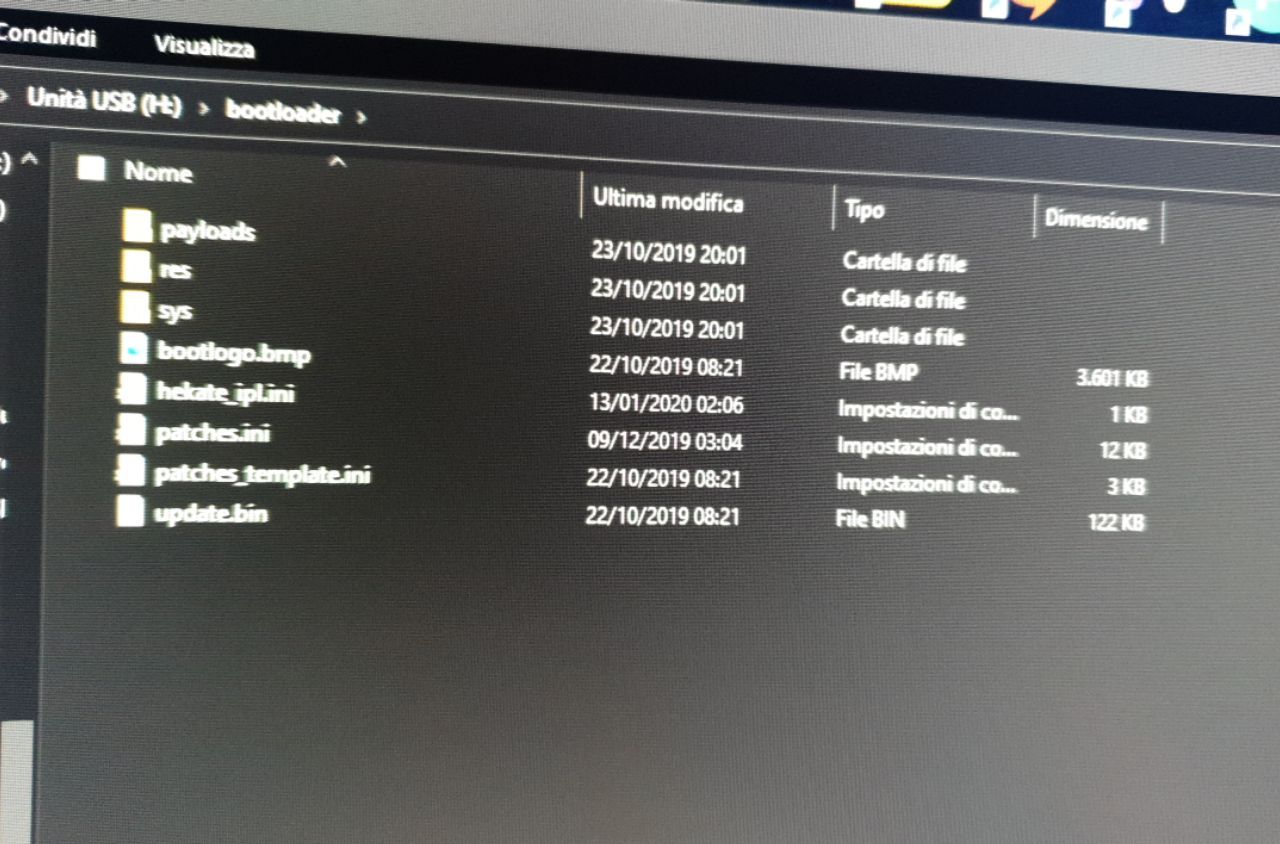 Condividi Visualizza
> Unità USB (H:) > bootloader >
Nome Ultima modifica Tipo Dimensione
payloads 23/10/2019 20:01 Cartella di file
res 23/10/2019 20:01 Cartella di file
sys 23/10/2019 20:01 Cartella di file
bootlogo.bmp 22/10/2019 08:21 File BMP 3.601 KB
hekate_ipl.ini 13/01/2020 02:06 Impostazioni di co... 1 KB
patches.ini 09/12/2019 03:04 Impostazioni di co... 12 KB
patches_template.ini 22/10/2019 08:21 Impostazioni di co... 3 KB
update.bin 22/10/2019 08:21 File BIN 122 KB